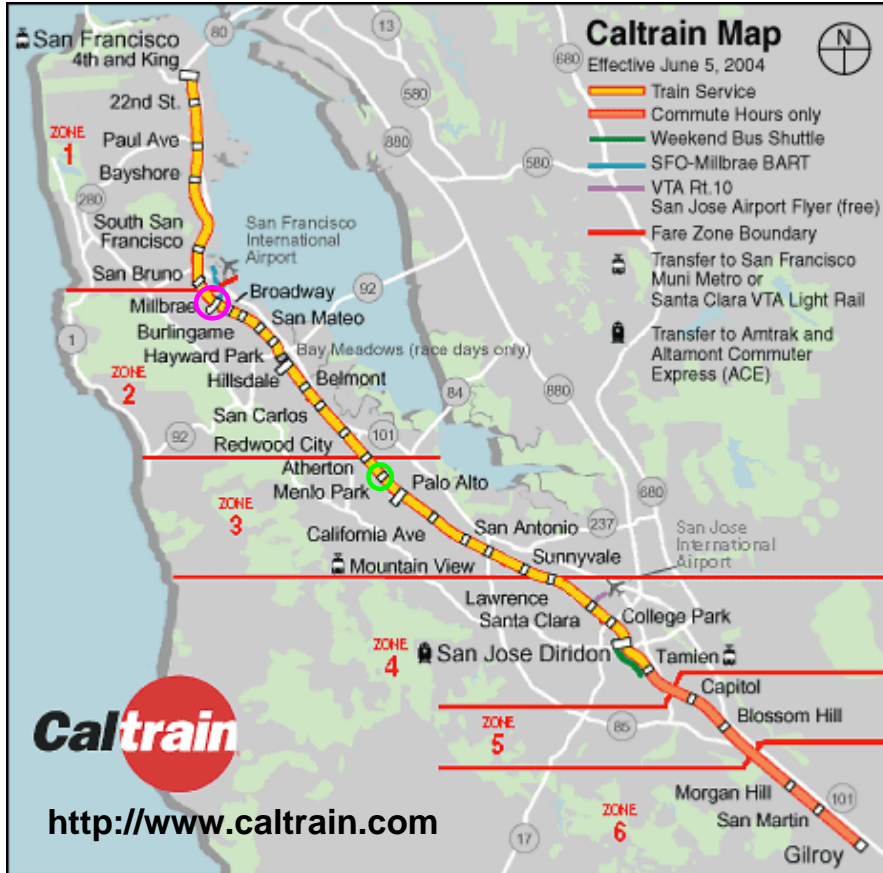 San Francisco
4th and King
22nd St.
Paul Ave
Bayshore
South San
Francisco
San Bruno
Millbrae
Broadway
Burlingame
San Mateo
Hayward Park
Bay Meadows (race days only)
Hillsdale
Belmont
San Carlos
Redwood City
Atherton
Menlo Park
Palo Alto
California Ave
San Antonio
Mountain View
Sunnyvale
Lawrence
Santa Clara
College Park
San Jose Diridon
Tamien
Capitol
Blossom Hill
Morgan Hill
San Martin
Gilroy
San Francisco
International
Airport
San Jose
International
Airport
ZONE
1
ZONE
2
ZONE
3
ZONE
4
ZONE
5
ZONE
6
80
13
580
880
680
580
280
92
1
880
84
101
92
237
680
85
17
101
Caltrain Map
Effective June 5, 2004
N
Train Service
Commute Hours only
Weekend Bus Shuttle
SFO-Millbrae BART
VTA Rt.10
San Jose Airport Flyer (free)
Fare Zone Boundary
Transfer to San Francisco
Muni Metro or
Santa Clara VTA Light Rail
Transfer to Amtrak and
Altamont Commuter
Express (ACE)
Caltrain
http://www.caltrain.com